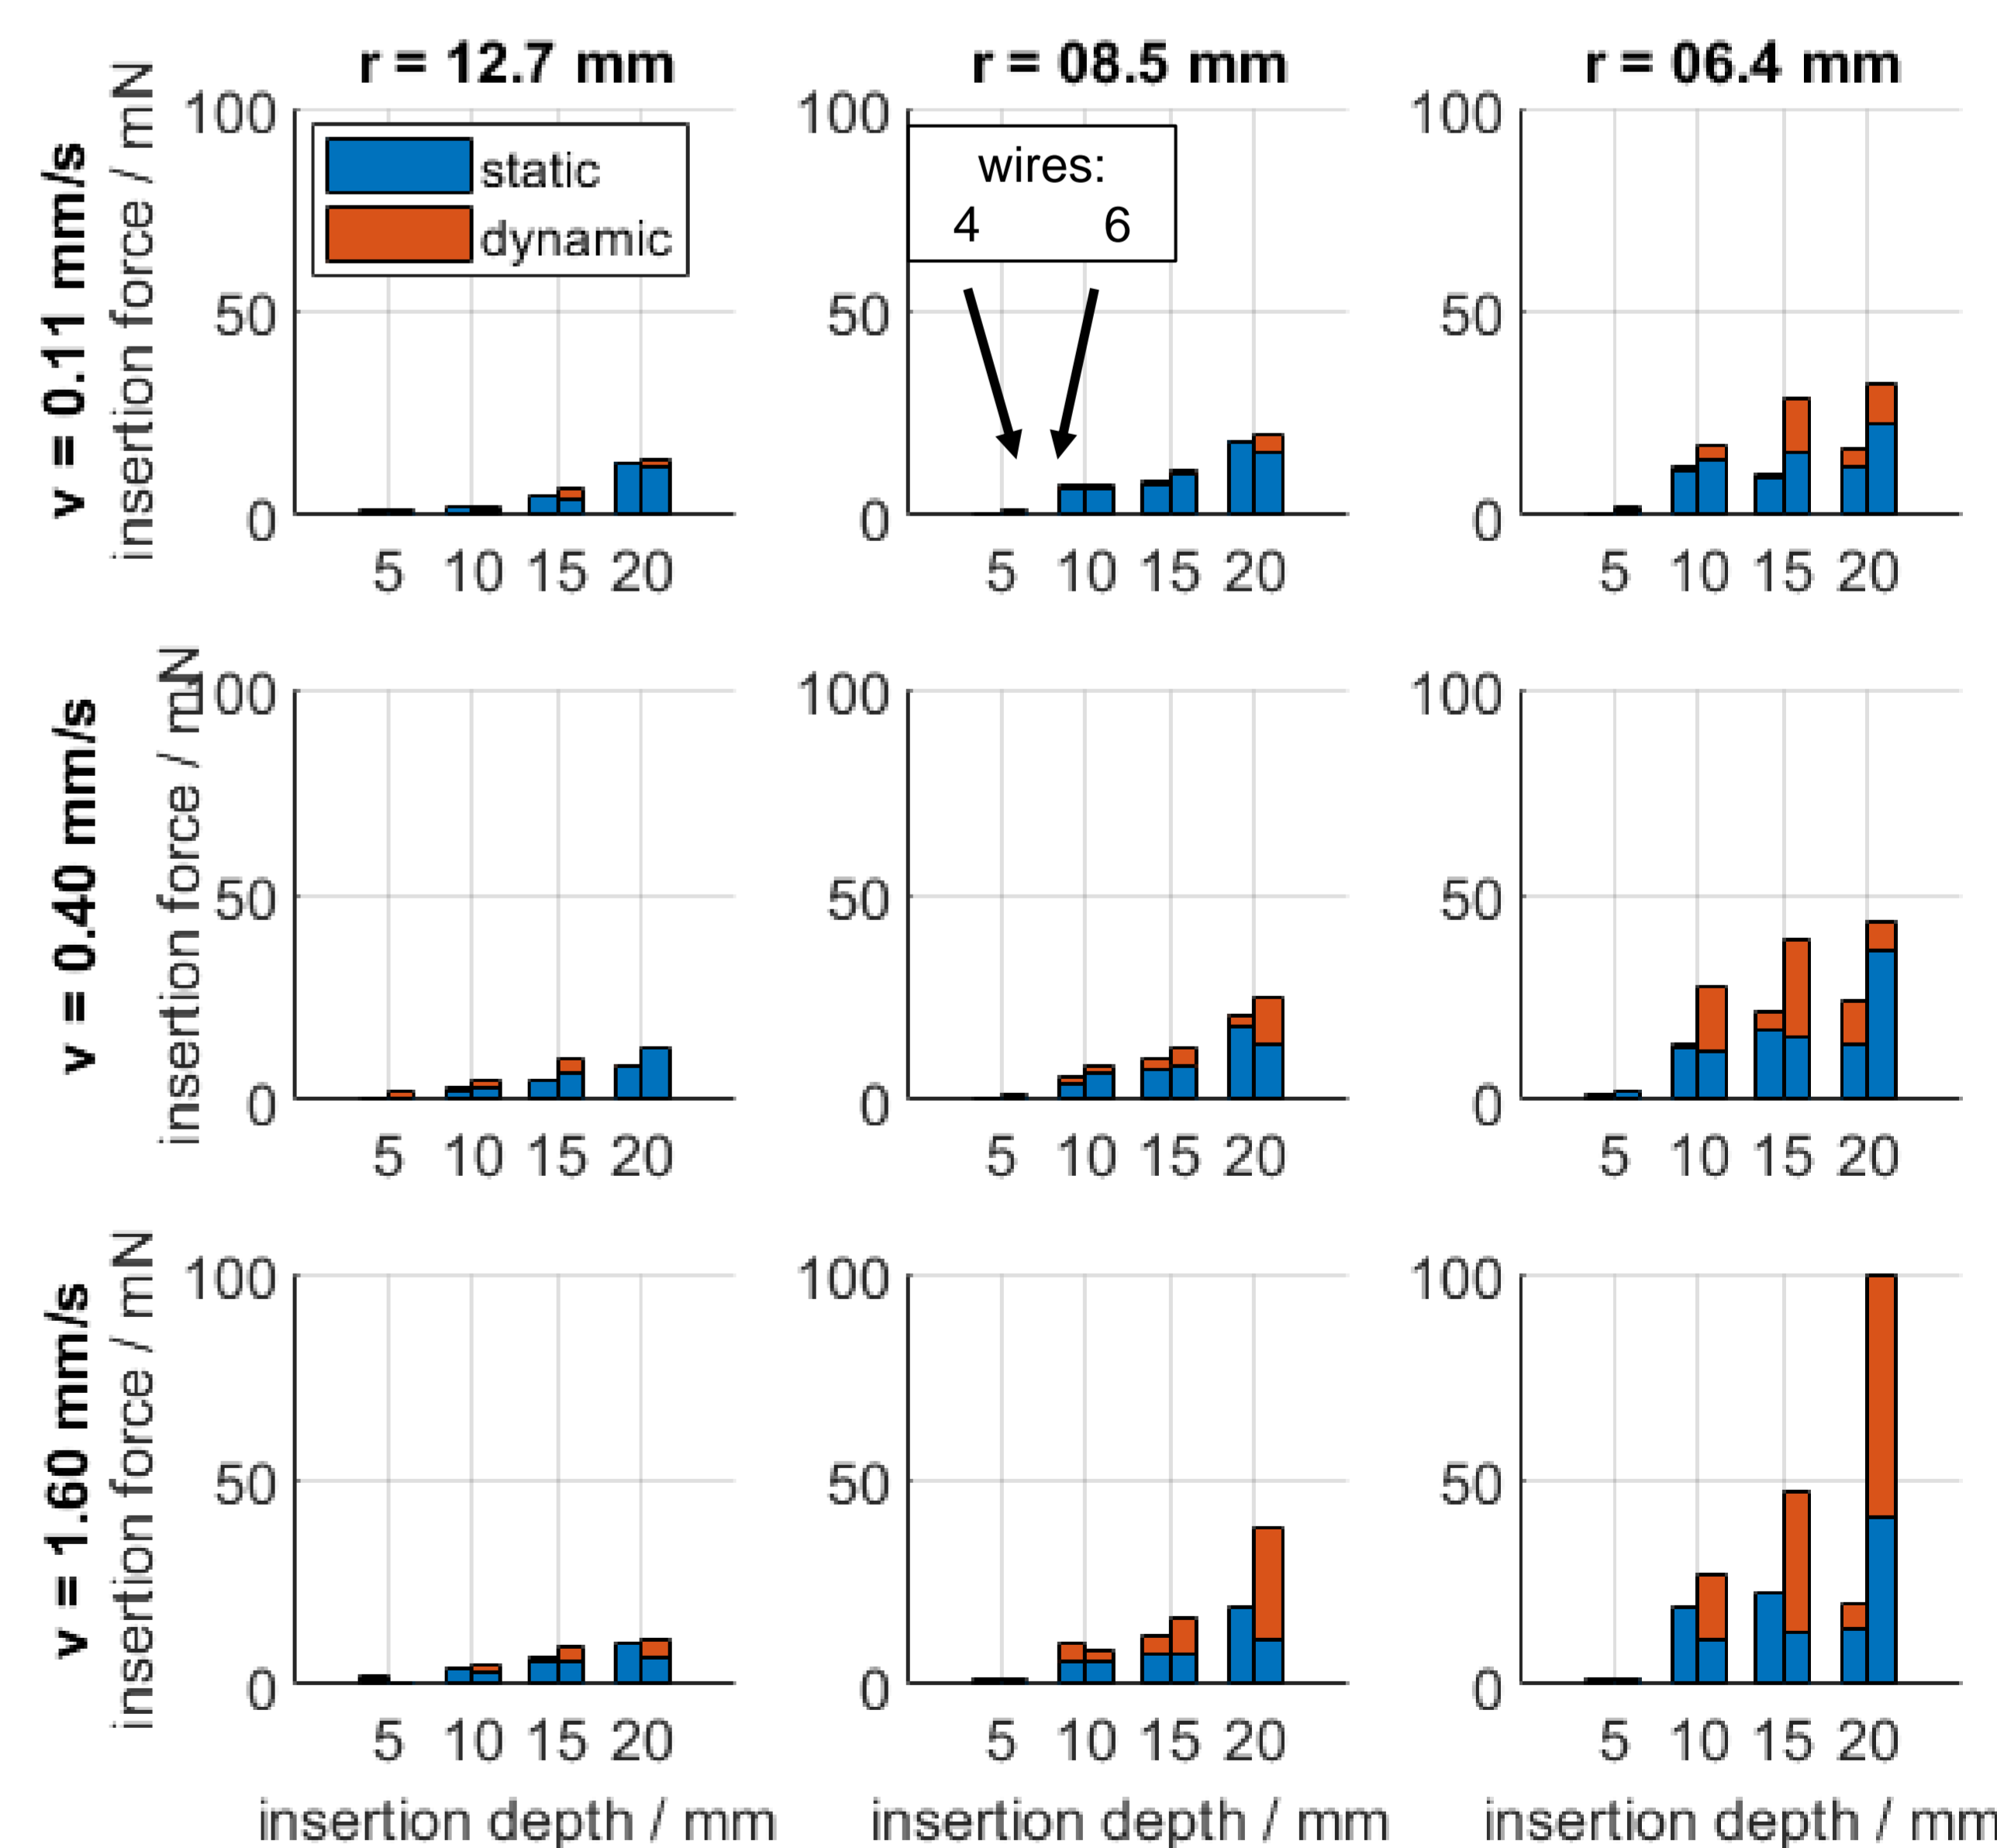 r = 12.7 mm
r = 08.5 mm
r = 06.4 mm
v = 0.11 mm/s
insertion force / mN
100
50
0
static
dynamic
5 10 15 20
100
50
0
wires:
4 6
5 10 15 20
100
50
0
5 10 15 20
v = 0.40 mm/s
insertion force / mN
100
50
0
5 10 15 20
100
50
0
5 10 15 20
100
50
0
5 10 15 20
v = 1.60 mm/s
insertion force / mN
100
50
0
5 10 15 20
insertion depth / mm
100
50
0
5 10 15 20
insertion depth / mm
100
50
0
5 10 15 20
insertion depth / mm